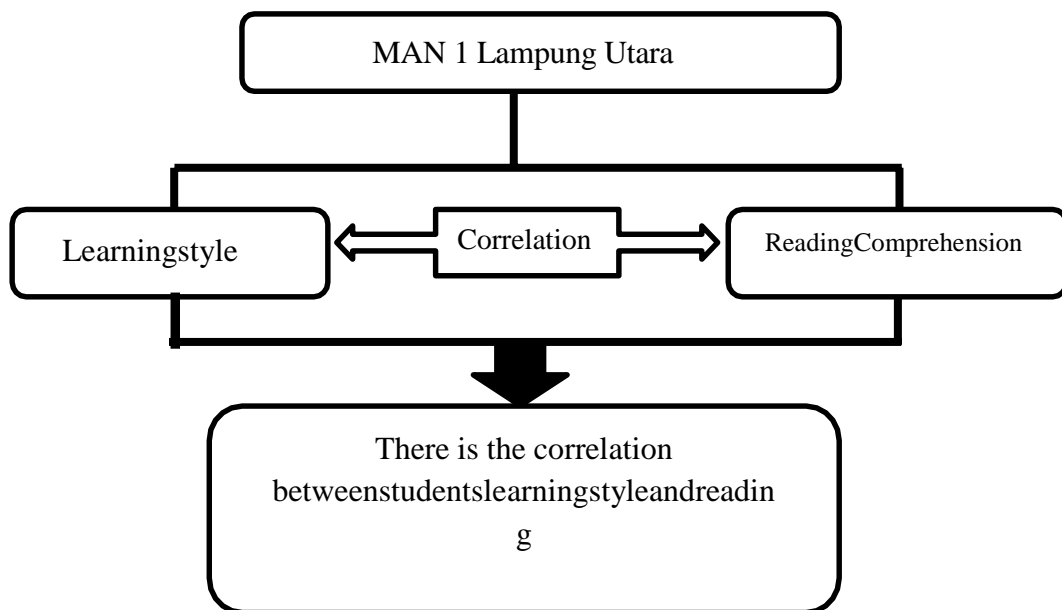 MAN 1 Lampung Utara
Learningstyle
Correlation
ReadingComprehension
There is the correlation
betweenstudentslearningstyleandreadin
g